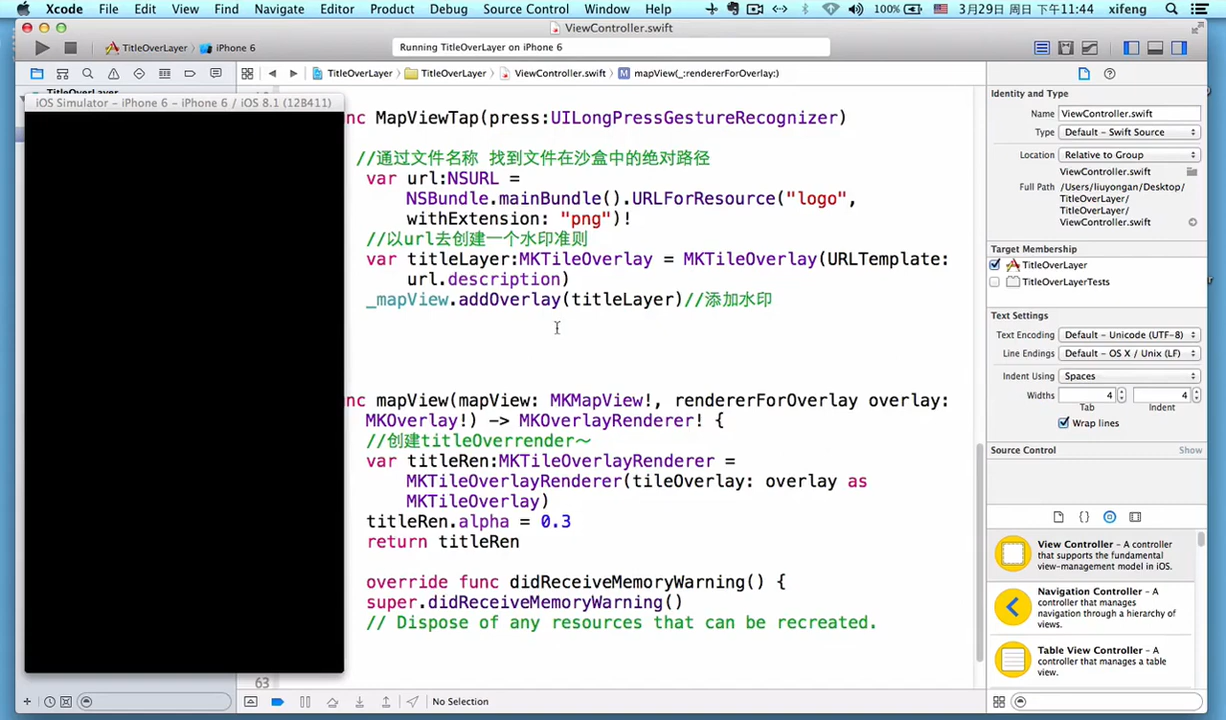 Xcode File Edit View Find Navigate Editor Product Debug Source Control Window Help 100% 3月29日 周日 下午11:44 xifeng
ViewController.swift
TitleOverLayer iPhone 6 Running TitleOverLayer on iPhone 6
TitleOverLayer TitleOverLayer ViewController.swift M mapView(_:rendererForOverlay:)
iOS Simulator – iPhone 6 – iPhone 6 / iOS 8.1 (12B411)
nc MapViewTap(press:UILongPressGestureRecognizer)
//通过文件名称 找到文件在沙盒中的绝对路径
var url:NSURL =
NSBundle.mainBundle().URLForResource("logo",
withExtension: "png")!
//以url去创建一个水印准则
var titleLayer:MKTileOverlay = MKTileOverlay(URLTemplate:
url.description)
_mapView.addOverlay(titleLayer)//添加水印
nc mapView(mapView: MKMapView!, rendererForOverlay overlay:
MKOverlay!) -> MKOverlayRenderer! {
//创建titleOverrender～
var titleRen:MKTileOverlayRenderer =
MKTileOverlayRenderer(tileOverlay: overlay as
MKTileOverlay)
titleRen.alpha = 0.3
return titleRen
override func didReceiveMemoryWarning() {
super.didReceiveMemoryWarning()
// Dispose of any resources that can be recreated.
63
No Selection
Identity and Type
Name ViewController.swift
Type Default – Swift Source
Location Relative to Group
ViewController.swift
Full Path /Users/liuyongan/Desktop/
TitleOverLayer/
TitleOverLayer/
ViewController.swift
Target Membership
TitleOverLayer
TitleOverLayerTests
Text Settings
Text Encoding Default – Unicode (UTF-8)
Line Endings Default – OS X / Unix (LF)
Indent Using Spaces
Widths 4 4
Tab Indent
Wrap lines
Source Control Show
View Controller – A controller
that supports the fundamental
view-management model in iOS.
Navigation Controller – A
controller that manages
navigation through a hierarchy of
views.
Table View Controller – A
controller that manages a table
view.